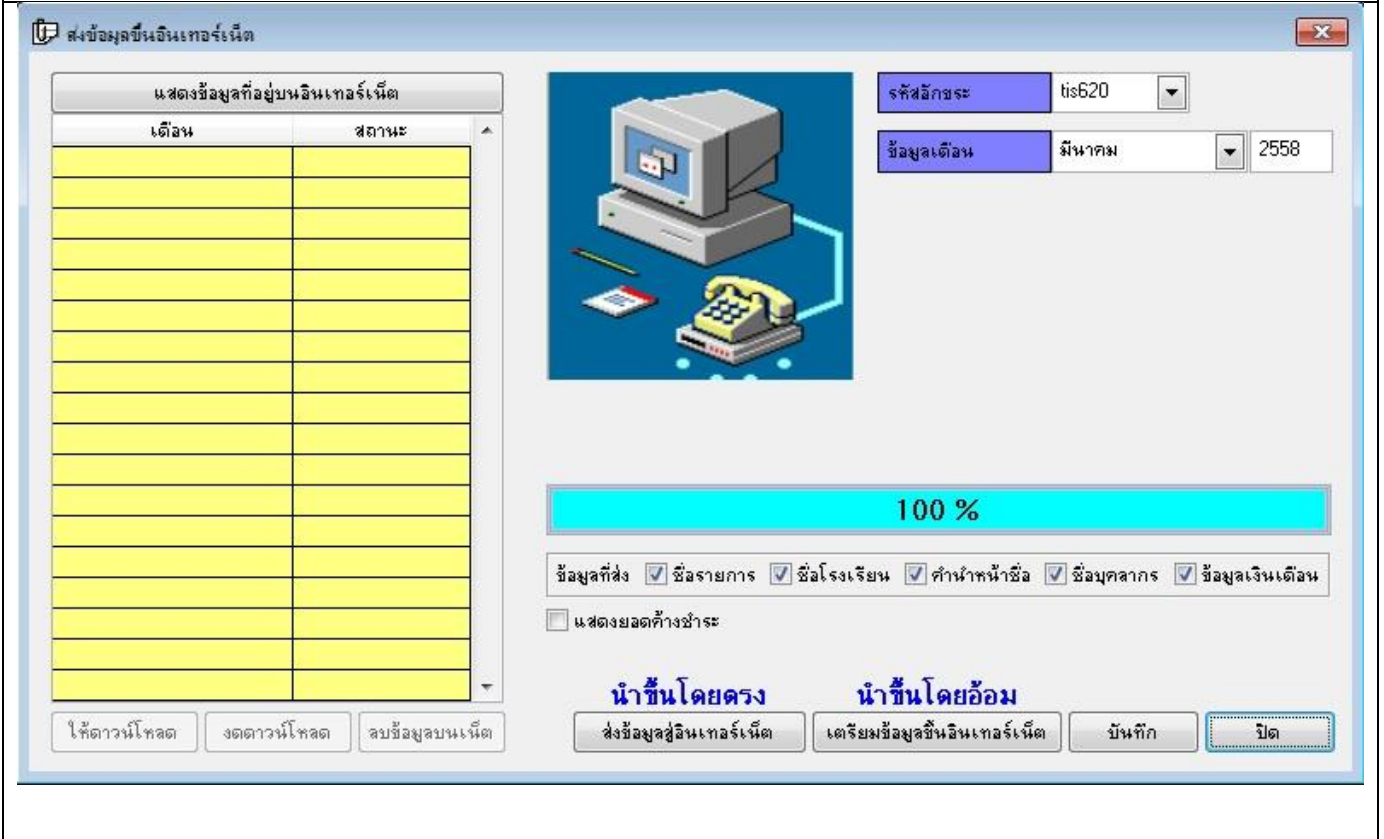 ส่งข้อมูลขึ้นอินเทอร์เน็ต
แสดงข้อมูลที่อยู่บนอินเทอร์เน็ต
เดือน สถานะ
รหัสอักขระ tis620
ข้อมูลเดือน มีนาคม 2558
100 %
ข้อมูลที่ส่ง ชื่อรายการ ชื่อโรงเรียน คำนำหน้าชื่อ ชื่อบุคลากร ข้อมูลเงินเดือน
แสดงยอดค้างชำระ
นำขึ้นโดยตรง นำขึ้นโดยอ้อม
ให้ดาวน์โหลด งดดาวน์โหลด ลบข้อมูลบนเน็ต ส่งข้อมูลสู่อินเทอร์เน็ต เตรียมข้อมูลขึ้นอินเทอร์เน็ต บันทึก ปิด